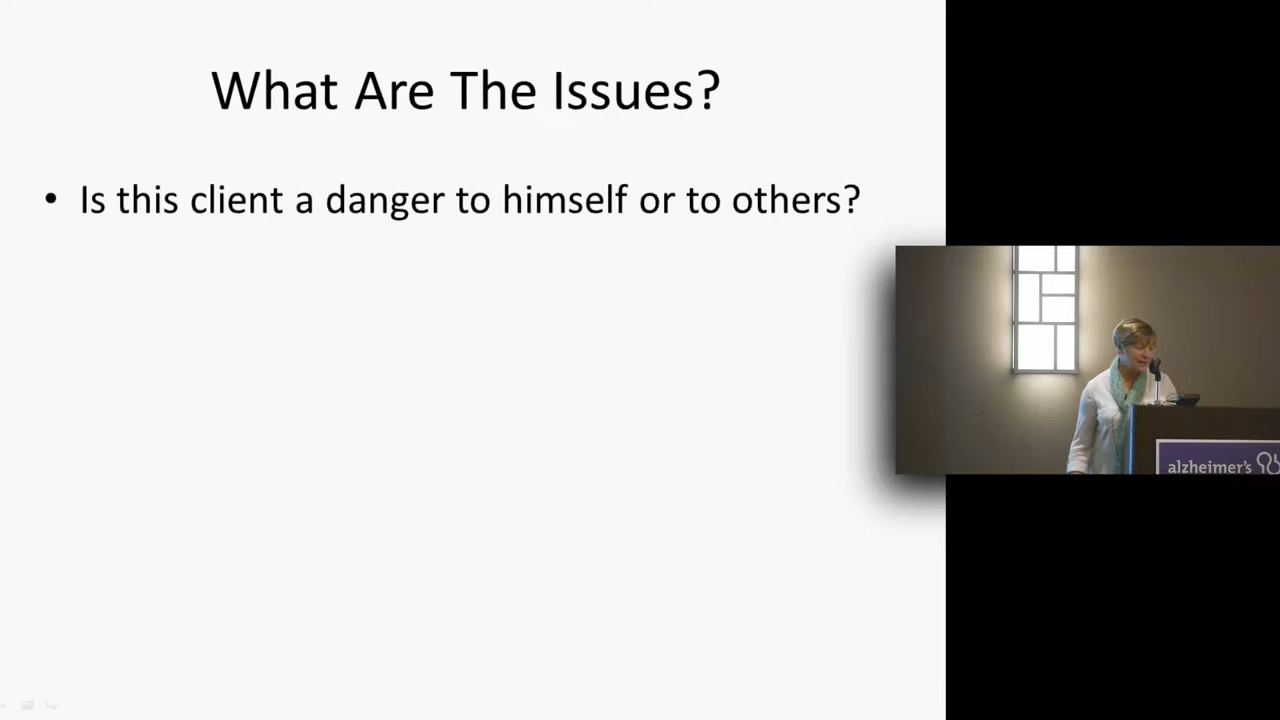 What Are The Issues?
• Is this client a danger to himself or to others?
alzheimer's